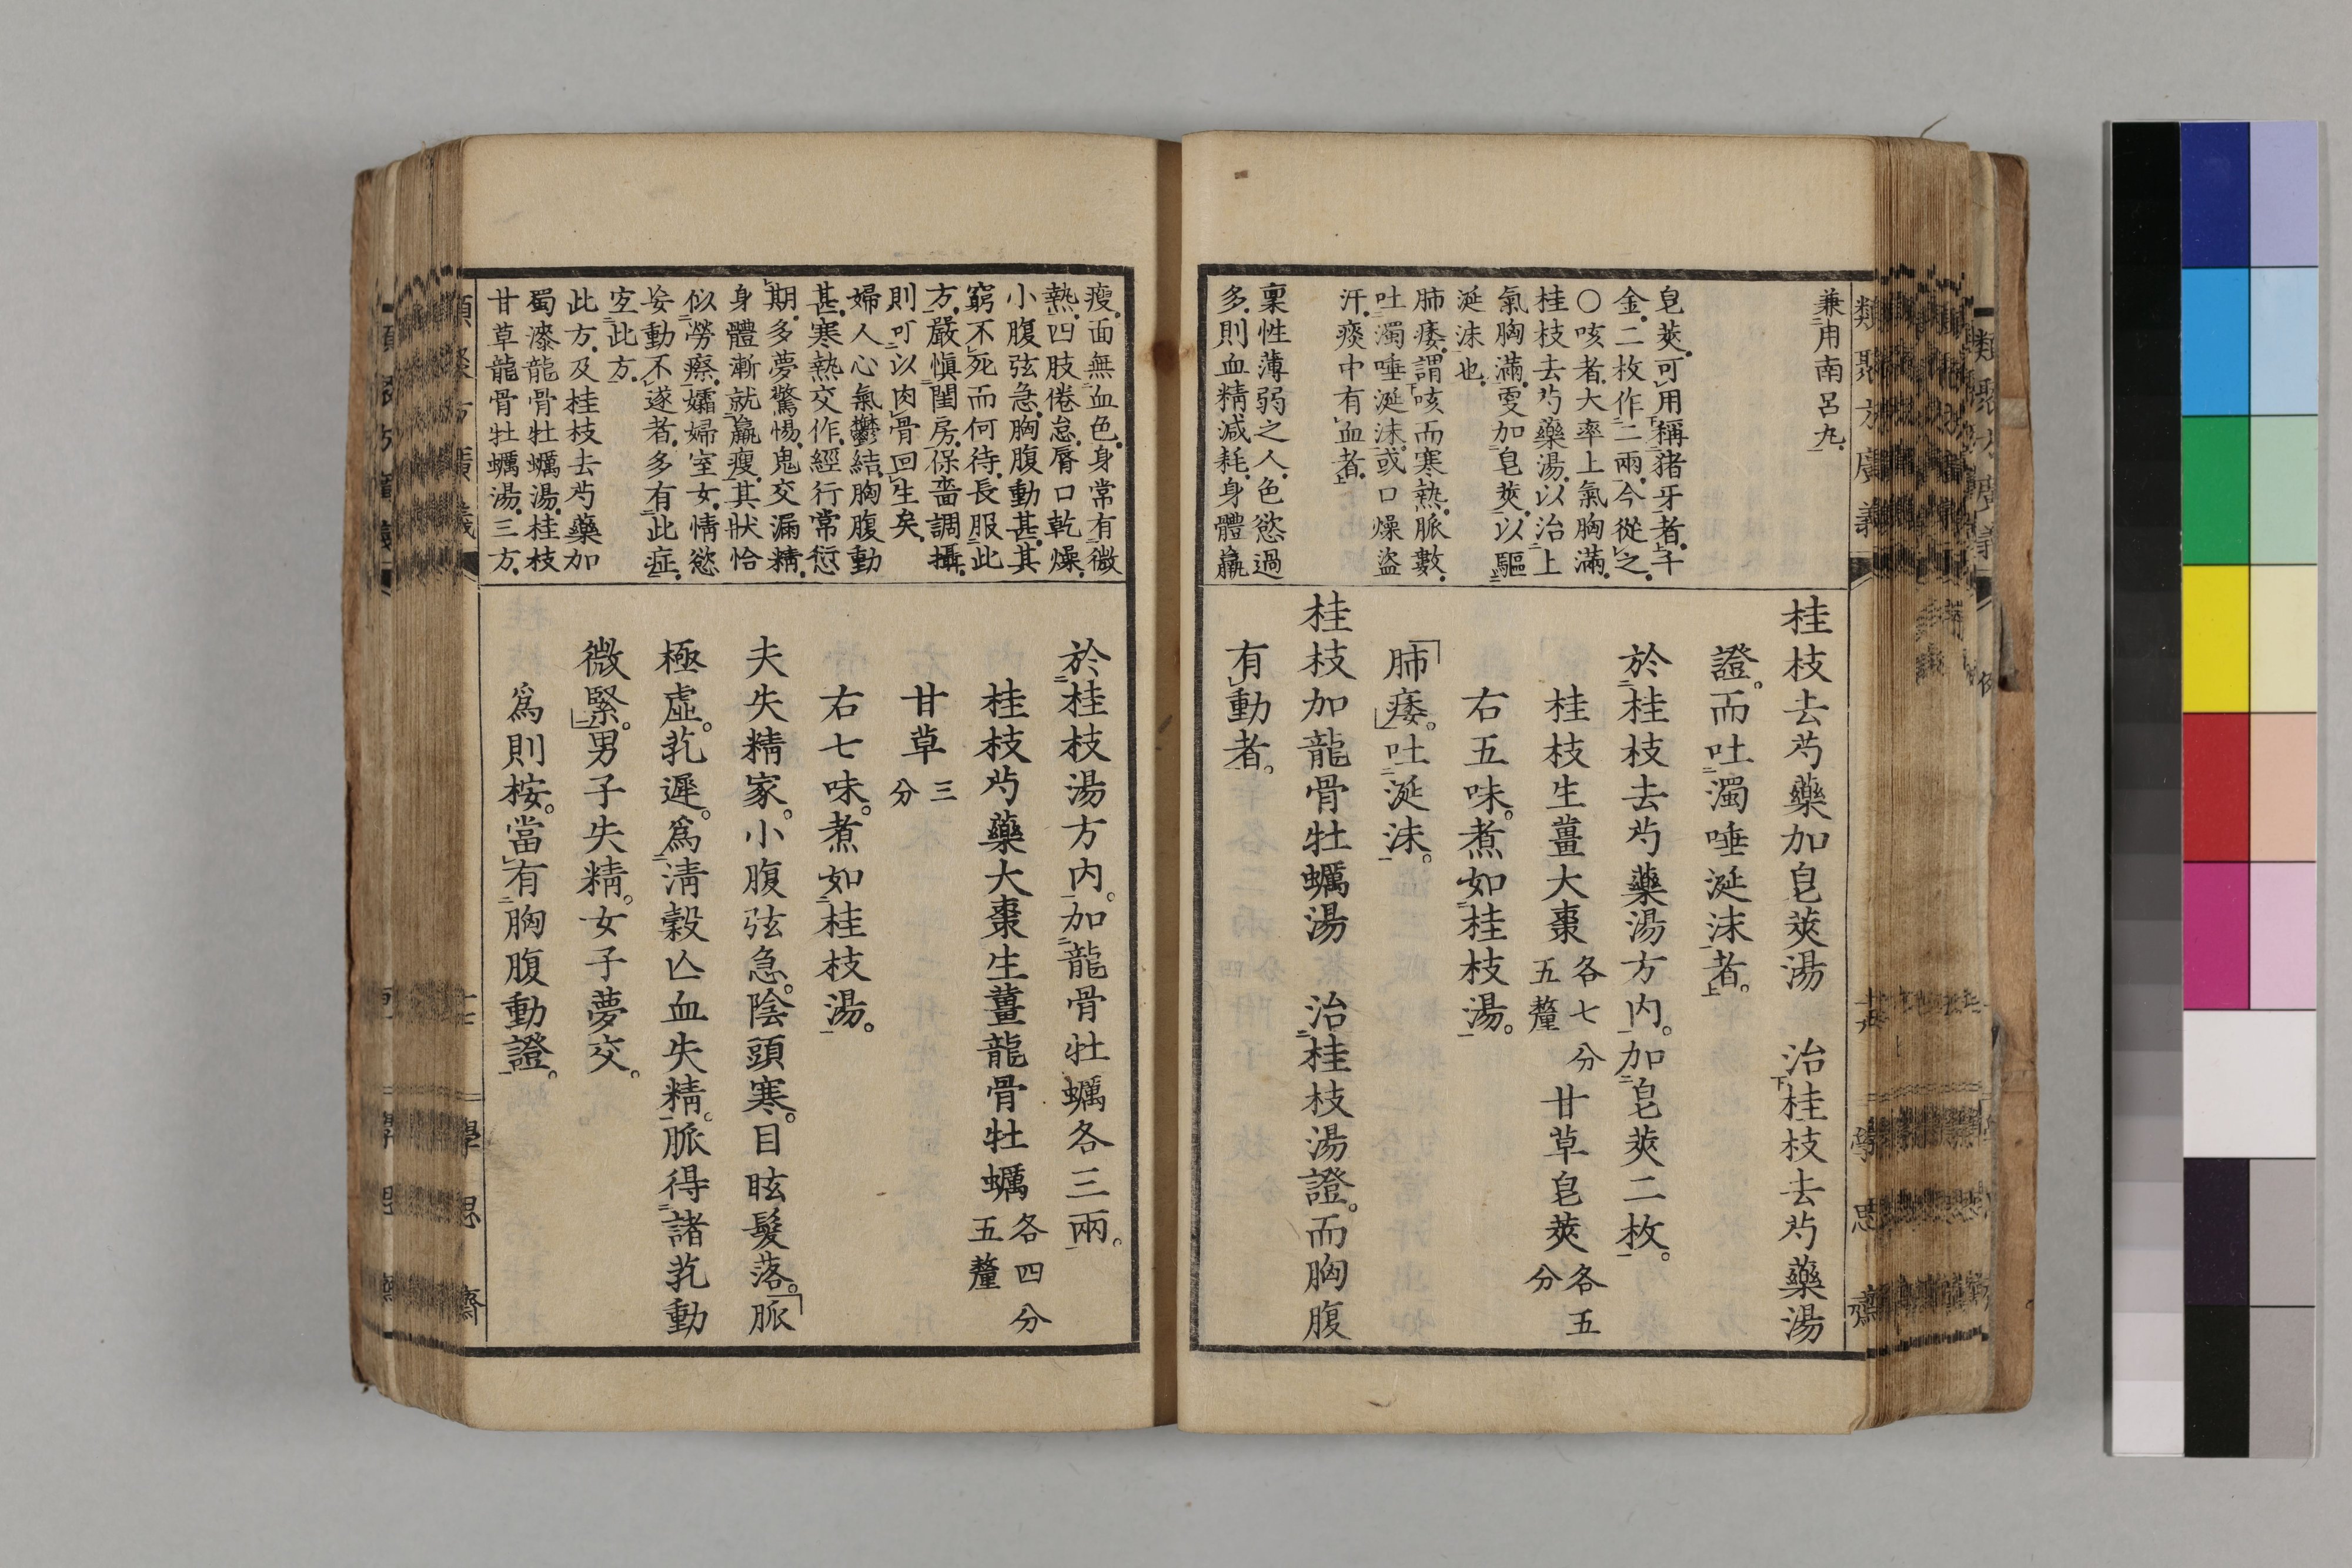 兼用南呂丸
皂莢可用稱猪牙者千
金二枚作二兩今從之
○咳者大率上氣胸滿
桂枝去芍藥湯以治上
氣胸滿更加皂莢以驅
涎沫也
肺痿謂咳而寒熱脈數
吐濁唾涎沫或口燥盜
汗痰中有血者
稟性薄弱之人色慾過
多則血精減耗身體羸
桂枝去芍藥加皂莢湯　治桂枝去芍藥湯
證。而吐濁唾涎沫者。
於桂枝去芍藥湯方内。加皂莢二枚。
桂枝生薑大棗各七分五釐甘草皂莢各五分
右五味。煮如桂枝湯。
「肺痿。」吐涎沫。
桂枝加龍骨牡蠣湯　治桂枝湯證。而胸腹
有動者。
類聚方廣義
學思齋
瘦面無血色身常有微
熱四肢倦怠脣口乾燥
小腹弦急胸腹動甚其
窮不死而何待長服此
方嚴愼閨房保嗇調攝
則可以肉骨回生矣
婦人心氣鬱結胸腹動
甚寒熱交作經行常愆
期多夢驚惕鬼交漏精
身體漸就羸瘦其狀恰
似勞瘵孀婦室女情慾
妄動不遂者多有此症
宜此方
此方及桂枝去芍藥加
蜀漆龍骨牡蠣湯桂枝
甘草龍骨牡蠣湯三方
於桂枝湯方内。加龍骨牡蠣各三兩。
桂枝芍藥大棗生薑龍骨牡蠣各四分五釐
甘草三分
右七味。煮如桂枝湯。
夫失精家。小腹弦急。陰頭寒。目眩髮落。「脈
極虛。芤遲。爲淸穀亾血失精。脈得諸芤動
微緊。」男子失精。女子夢交。
爲則桉。當有胸腹動證。
學思齋